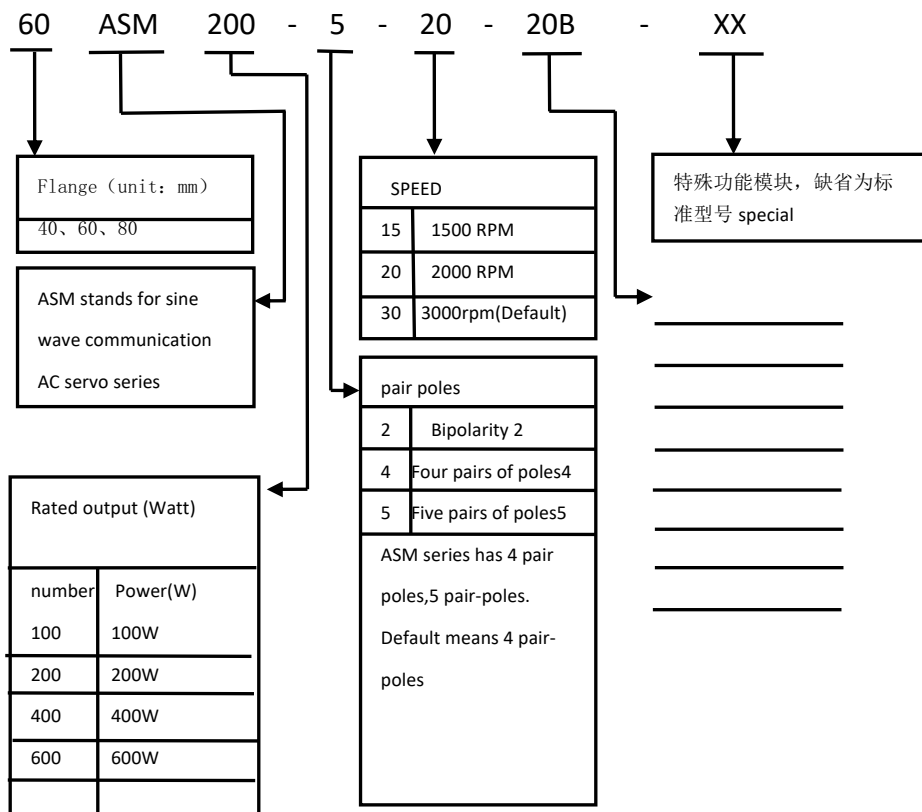 60 ASM 200 - 5 - 20 - 20B - XX
Flange（unit: mm）
40、60、80
ASM stands for sine
wave communication
AC servo series
Rated output (Watt)
number Power(W)
100 100W
200 200W
400 400W
600 600W
SPEED
15 1500 RPM
20 2000 RPM
30 3000rpm(Default)
pair poles
2 Bipolarity 2
4 Four pairs of poles4
5 Five pairs of poles5
ASM series has 4 pair
poles,5 pair-poles.
Default means 4 pair-
poles
特殊功能模块，缺省为标
准型号 special